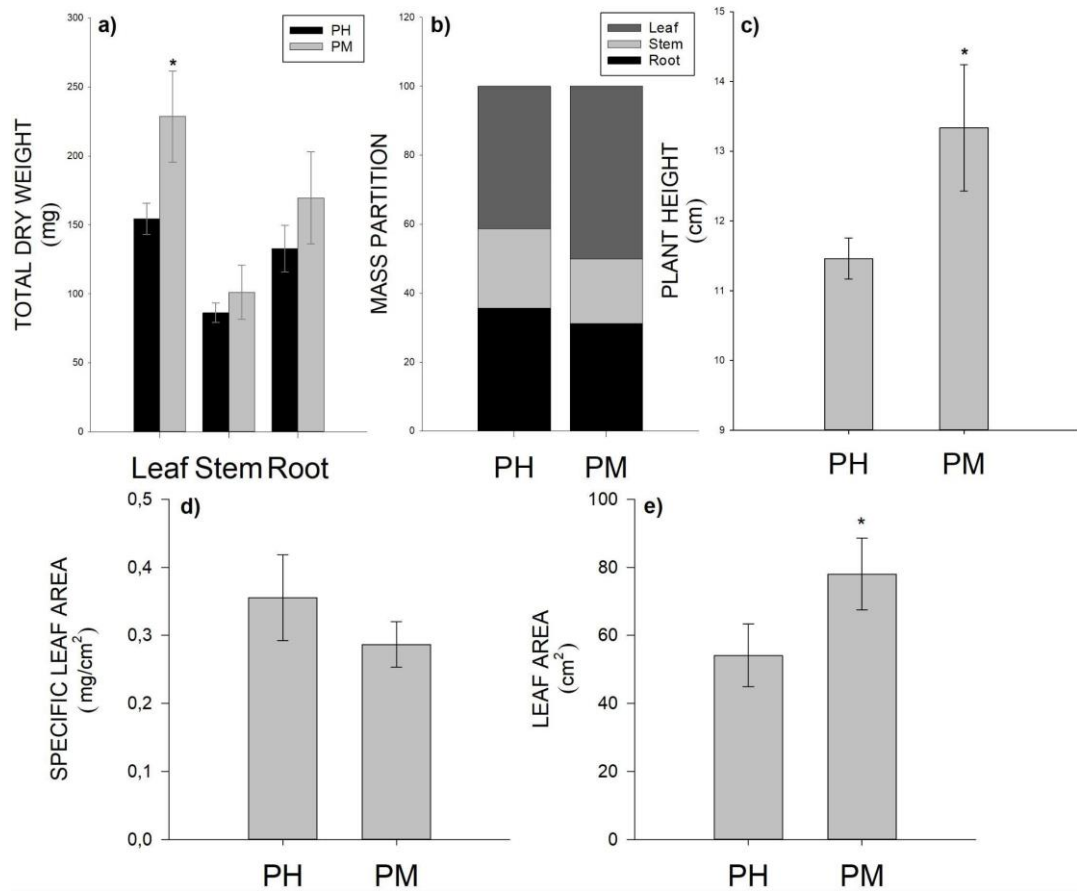 a)
PH
PM
TOTAL DRY WEIGHT
(mg)
300
250
200
150
100
50
0
*
Leaf Stem Root
b)
Leaf
Stem
Root
MASS PARTITION
120
100
80
60
40
20
0
PH PM
c)
PLANT HEIGHT
(cm)
15
14
13
12
11
10
9
*
PH PM
d)
SPECIFIC LEAF AREA
(mg/cm²)
0,5
0,4
0,3
0,2
0,1
0,0
PH PM
e)
LEAF AREA
(cm²)
100
80
60
40
20
0
*
PH PM